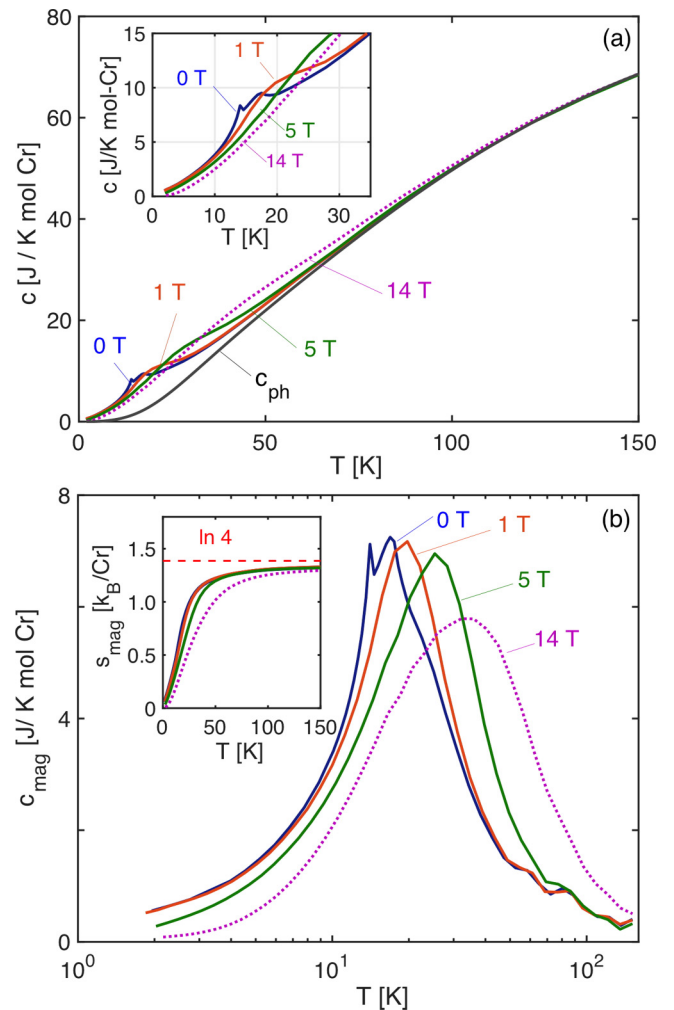 (a)
c [J / K mol Cr]
80
60
40
20
0
0
50
100
150
T [K]
0 T
1 T
5 T
14 T
c_ph
c [J/K mol-Cr]
15
10
5
0
0
10
20
30
T [K]
0 T
1 T
5 T
14 T
(b)
c_mag [J/ K mol Cr]
8
4
0
10^0
10^1
10^2
T [K]
0 T
1 T
5 T
14 T
ln 4
s_mag [k_B/Cr]
1.5
1.0
0.5
0
0
50
100
150
T [K]